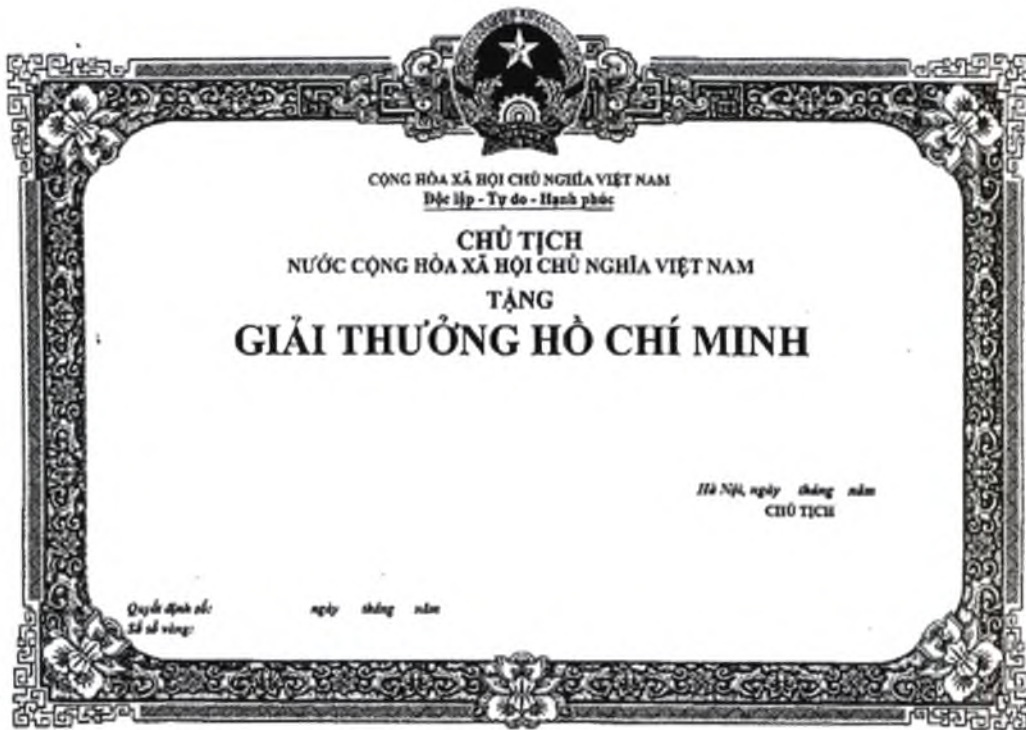 CỘNG HÒA XÃ HỘI CHỦ NGHĨA VIỆT NAM
Độc lập - Tự do - Hạnh phúc
CHỦ TỊCH
NƯỚC CỘNG HÒA XÃ HỘI CHỦ NGHĨA VIỆT NAM
TẶNG
GIẢI THƯỞNG HỒ CHÍ MINH
Hà Nội, ngày tháng năm
CHỦ TỊCH
Quyết định số: ngày tháng năm
Số sổ vàng: